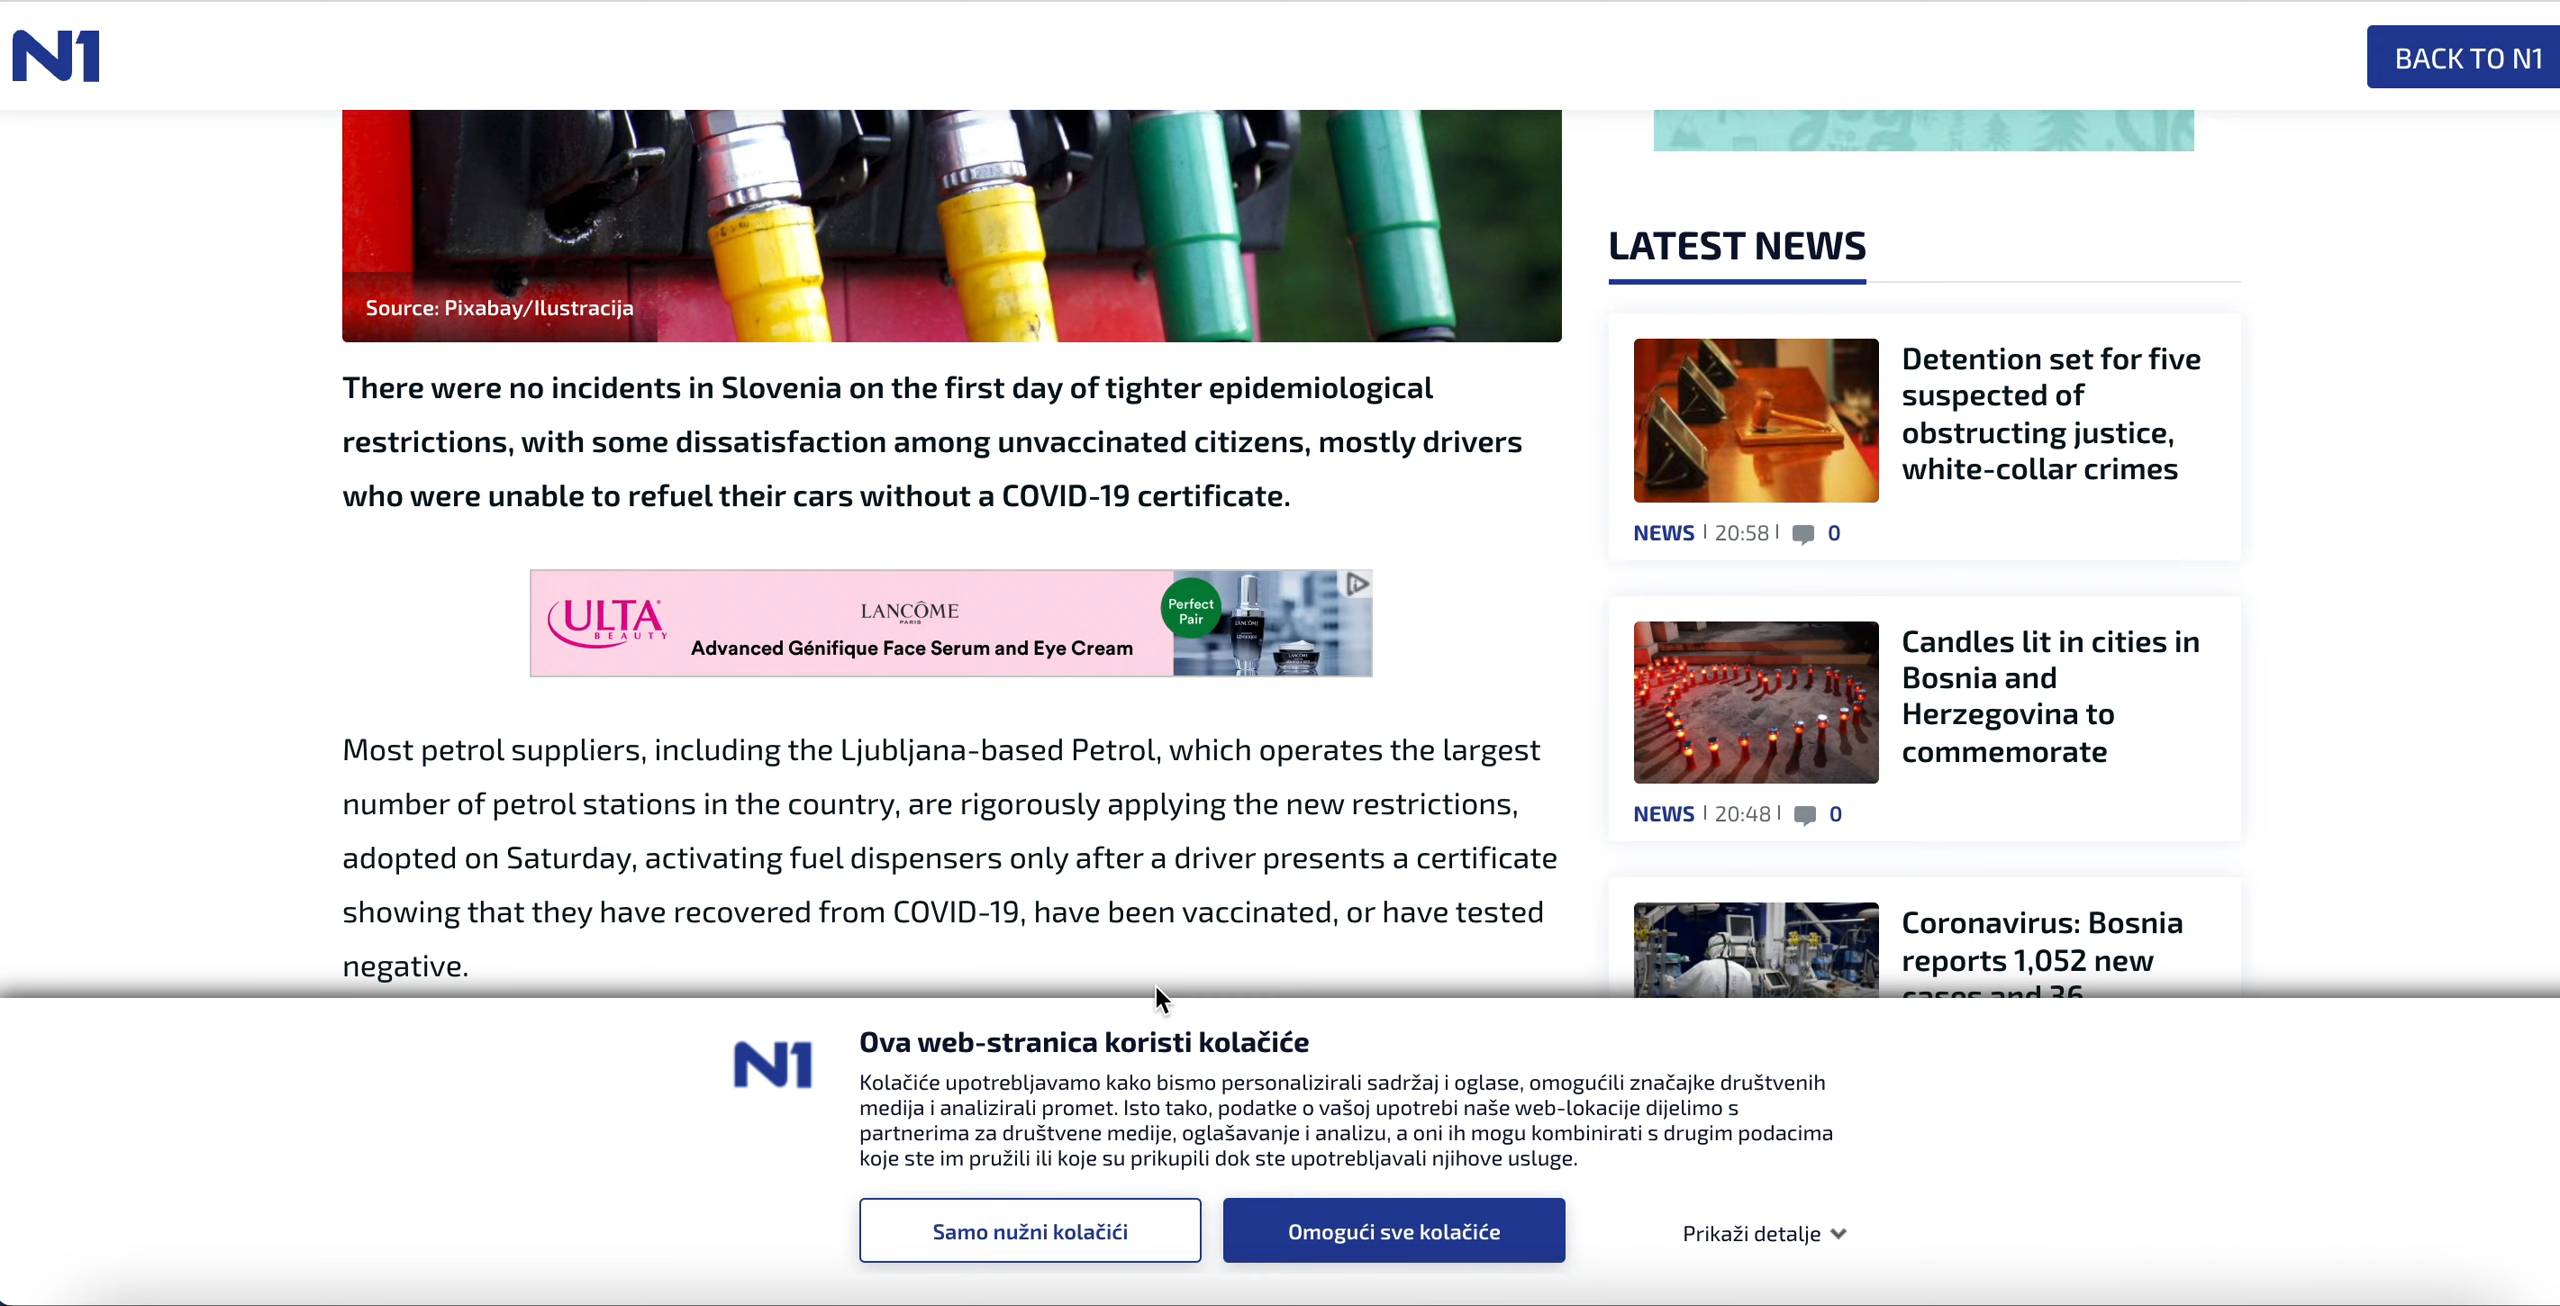 N1
BACK TO N1
Source: Pixabay/Ilustracija
There were no incidents in Slovenia on the first day of tighter epidemiological
restrictions, with some dissatisfaction among unvaccinated citizens, mostly drivers
who were unable to refuel their cars without a COVID-19 certificate.
ULTA
BEAUTY
LANCÔME
PARIS
Advanced Génifique Face Serum and Eye Cream
Perfect
Pair
Most petrol suppliers, including the Ljubljana-based Petrol, which operates the largest
number of petrol stations in the country, are rigorously applying the new restrictions,
adopted on Saturday, activating fuel dispensers only after a driver presents a certificate
showing that they have recovered from COVID-19, have been vaccinated, or have tested
negative.
LATEST NEWS
Detention set for five
suspected of
obstructing justice,
white-collar crimes
NEWS | 20:58 | 0
Candles lit in cities in
Bosnia and
Herzegovina to
commemorate
NEWS | 20:48 | 0
Coronavirus: Bosnia
reports 1,052 new
cases and 36
N1
Ova web-stranica koristi kolačiće
Kolačiće upotrebljavamo kako bismo personalizirali sadržaj i oglase, omogućili značajke društvenih
medija i analizirali promet. Isto tako, podatke o vašoj upotrebi naše web-lokacije dijelimo s
partnerima za društvene medije, oglašavanje i analizu, a oni ih mogu kombinirati s drugim podacima
koje ste im pružili ili koje su prikupili dok ste upotrebljavali njihove usluge.
Samo nužni kolačići
Omogući sve kolačiće
Prikaži detalje